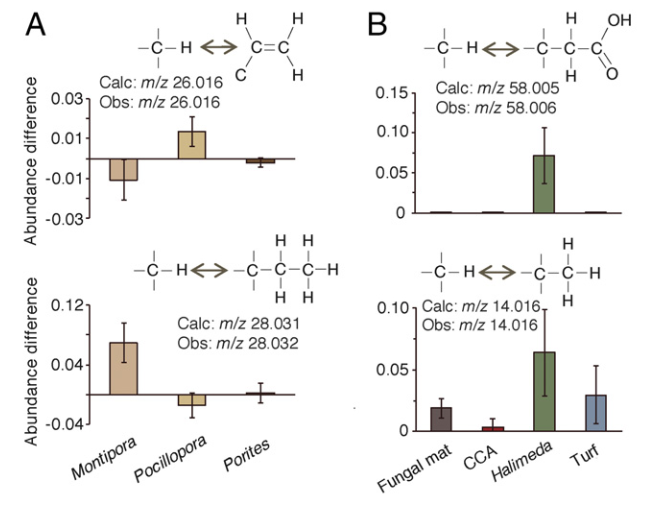 A
H
H
C
H
C
C
C
H
Calc: m/z 26.016
Obs: m/z 26.016
Abundance difference
0.03
0.01
-0.01
-0.03
H
H
C
H
C
C
C
H
H
H
Calc: m/z 28.031
Obs: m/z 28.032
Abundance difference
0.12
0.04
-0.04
Montipora
Pocillopora
Porites
B
H
OH
C
H
C
C
C
H
O
Calc: m/z 58.005
Obs: m/z 58.006
0.15
0.10
0.05
0
H
C
H
C
C
H
H
Calc: m/z 14.016
Obs: m/z 14.016
0.10
0.05
0
Fungal mat
CCA
Halimeda
Turf